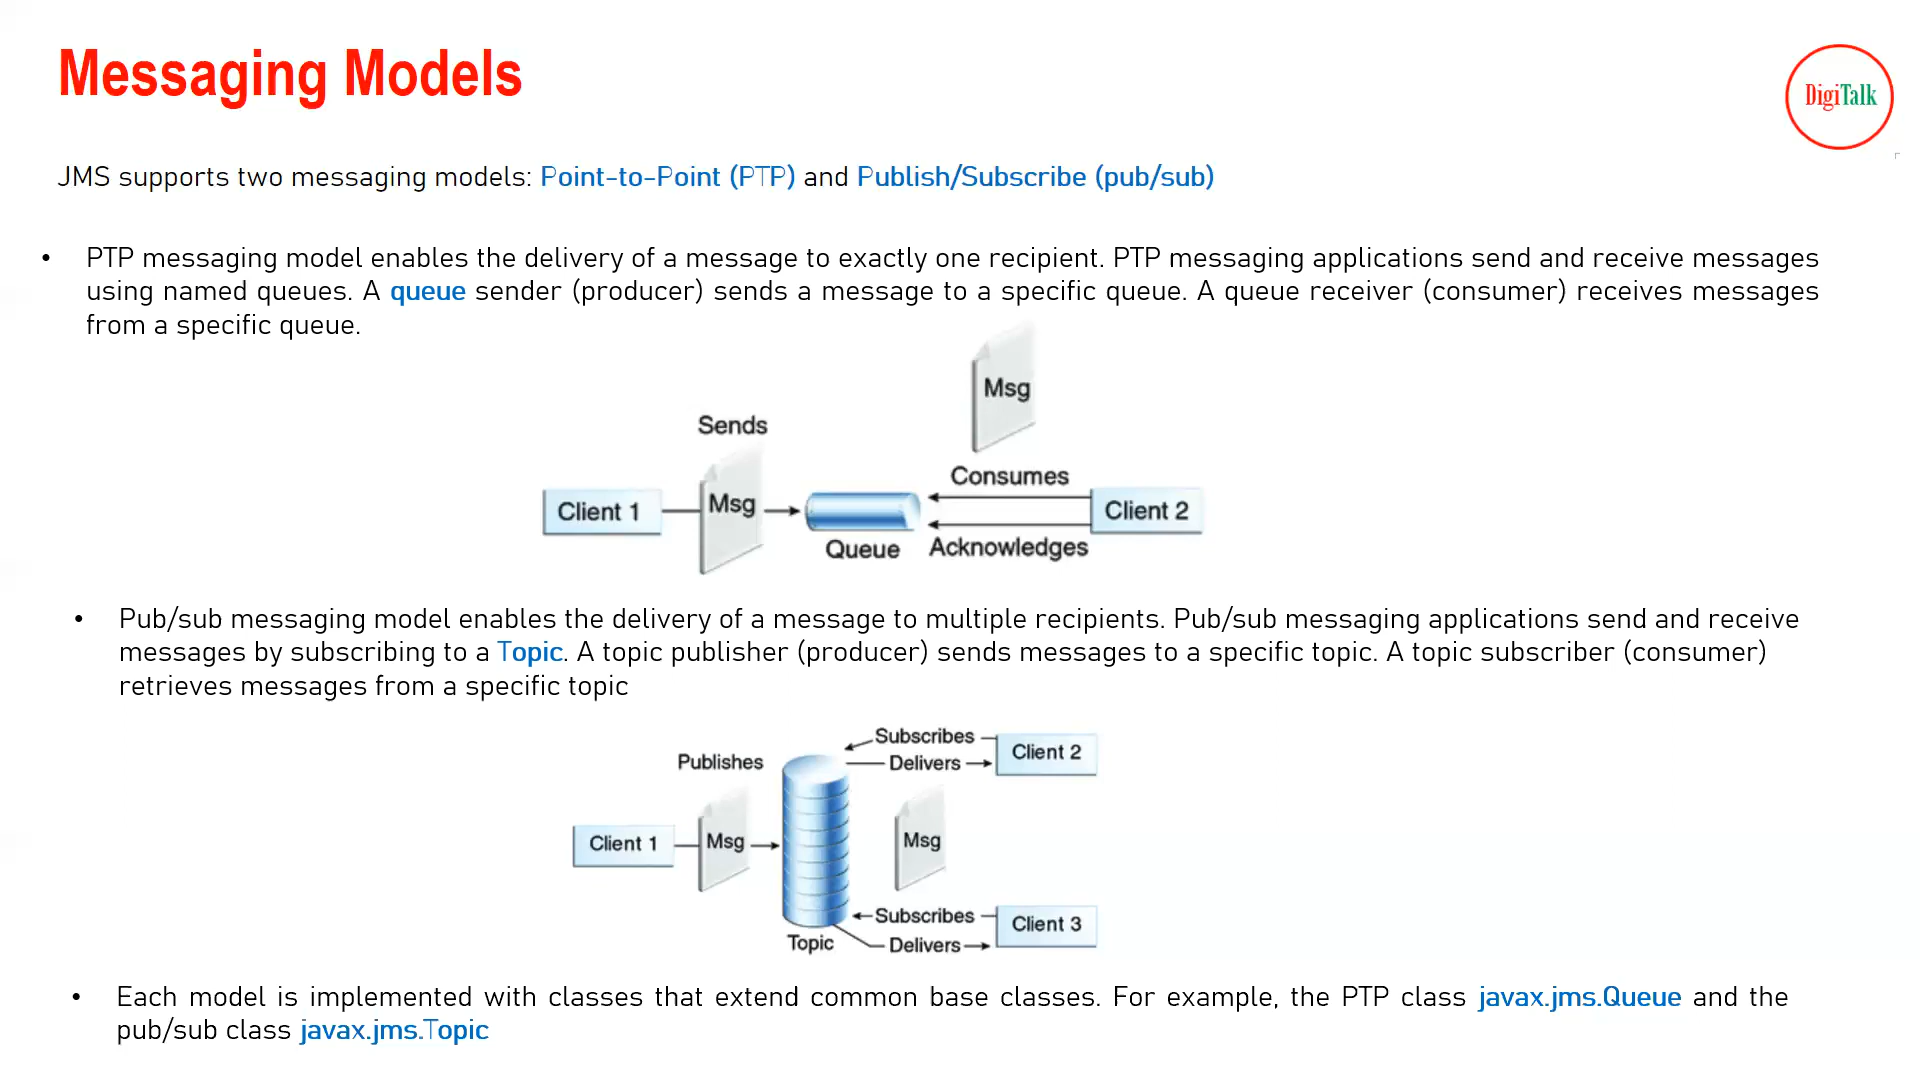 Messaging Models
DigiTalk
JMS supports two messaging models: Point-to-Point (PTP) and Publish/Subscribe (pub/sub)
• PTP messaging model enables the delivery of a message to exactly one recipient. PTP messaging applications send and receive messages
using named queues. A queue sender (producer) sends a message to a specific queue. A queue receiver (consumer) receives messages
from a specific queue.
Msg
Sends
Consumes
Client 1
Msg
Client 2
Queue
Acknowledges
• Pub/sub messaging model enables the delivery of a message to multiple recipients. Pub/sub messaging applications send and receive
messages by subscribing to a Topic. A topic publisher (producer) sends messages to a specific topic. A topic subscriber (consumer)
retrieves messages from a specific topic
Subscribes
Client 2
Publishes
Delivers
Client 1
Msg
Msg
Subscribes
Client 3
Topic
Delivers
• Each model is implemented with classes that extend common base classes. For example, the PTP class javax.jms.Queue and the
pub/sub class javax.jms.Topic